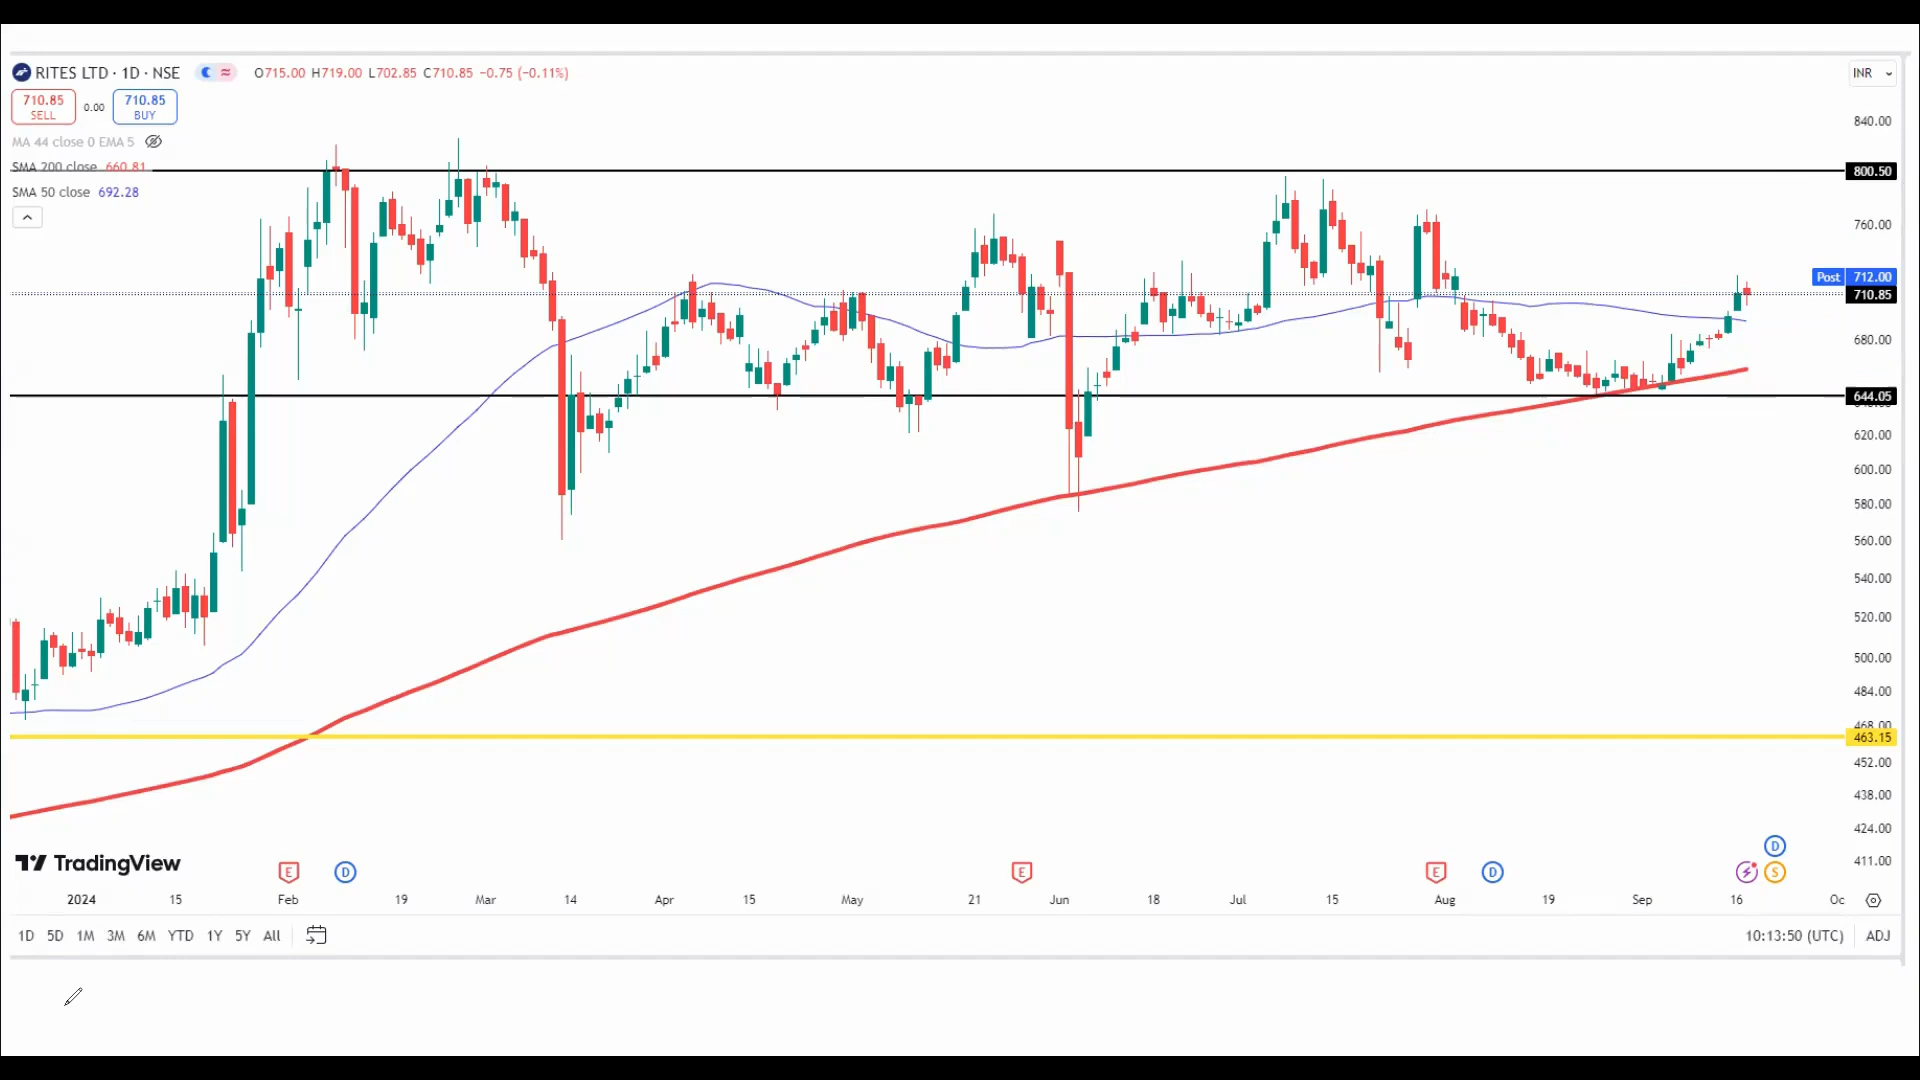 RITES LTD · 1D · NSE O715.00 H719.00 L702.85 C710.85 −0.75 (−0.11%) INR
710.85 SELL 0.00 710.85 BUY
MA 44 close 0 EMA 5
SMA 200 close 660.81
SMA 50 close 692.28
840.00
800.50
760.00
Post 712.00
710.85
680.00
644.05
620.00
600.00
580.00
560.00
540.00
520.00
500.00
484.00
468.00
463.15
452.00
438.00
424.00
411.00
TradingView
E D E E D D S
2024 15 Feb 19 Mar 14 Apr 15 May 21 Jun 18 Jul 15 Aug 19 Sep 16 Oc
1D 5D 1M 3M 6M YTD 1Y 5Y All 10:13:50 (UTC) ADJ